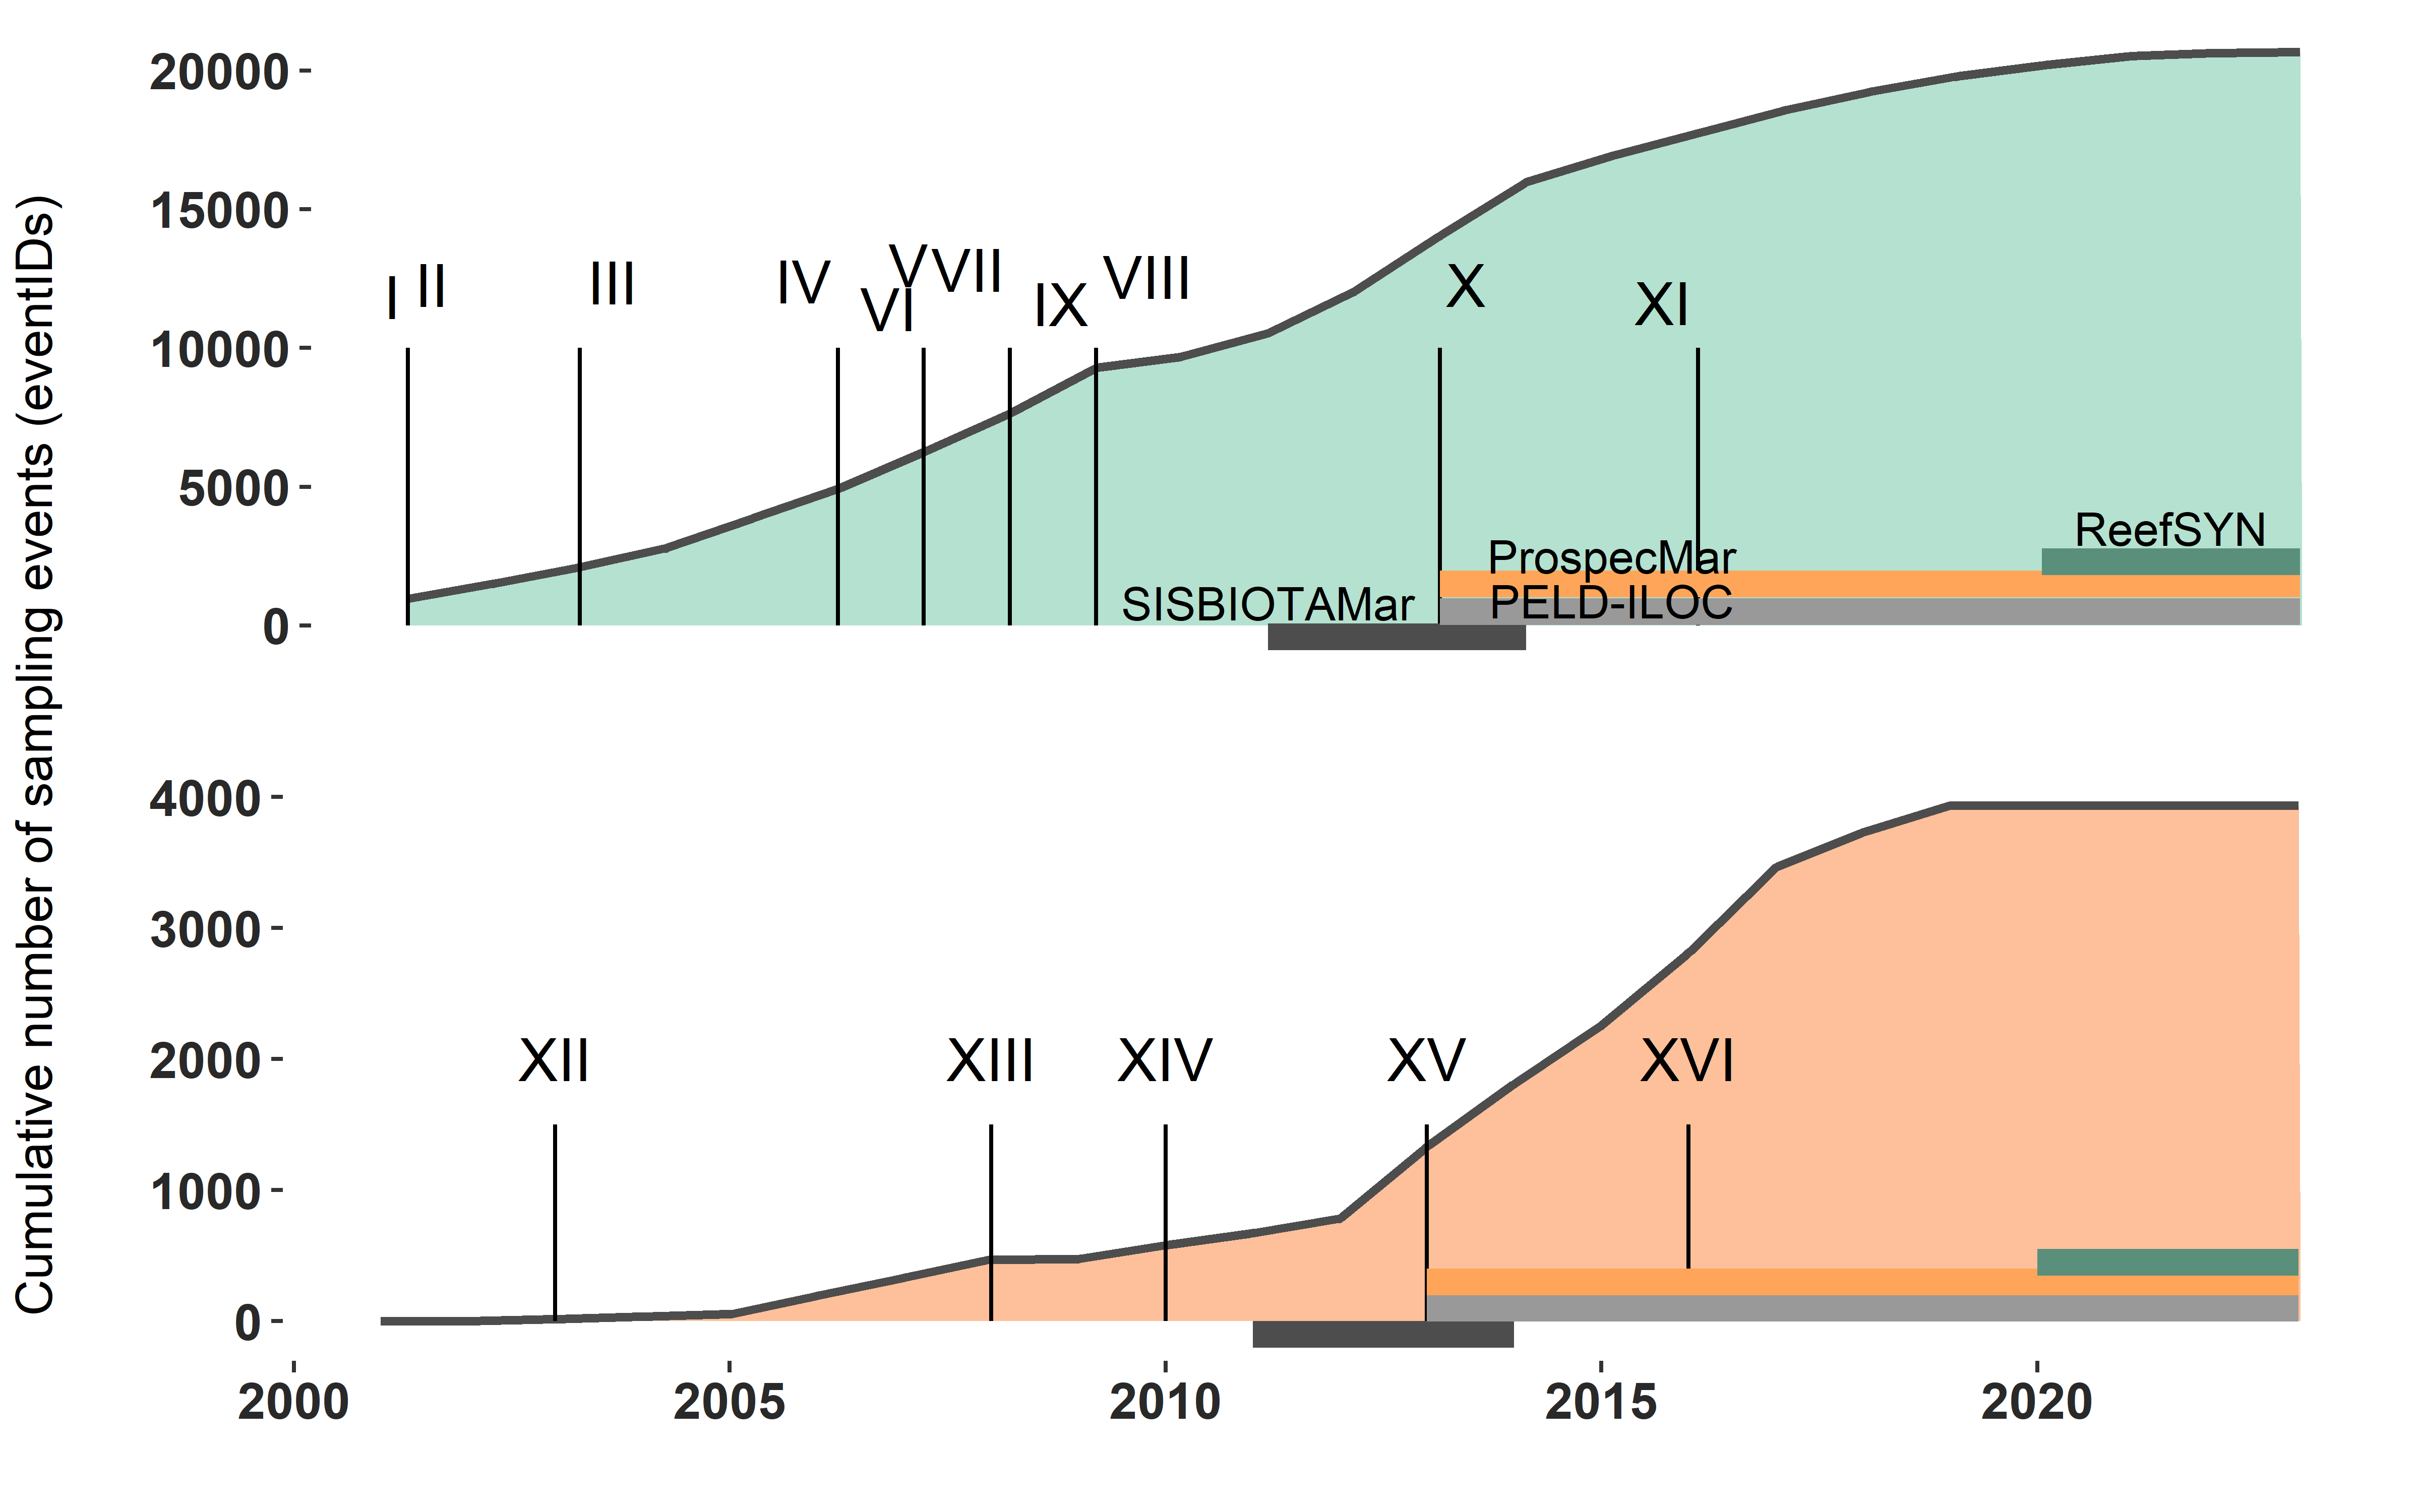 Cumulative number of sampling events (eventIDs)
20000
15000
10000
5000
0
I
II
III
IV
V
VI
VII
IX
VIII
X
XI
ReefSYN
ProspecMar
SISBIOTAMar
PELD-ILOC
4000
3000
2000
1000
0
XII
XIII
XIV
XV
XVI
2000
2005
2010
2015
2020